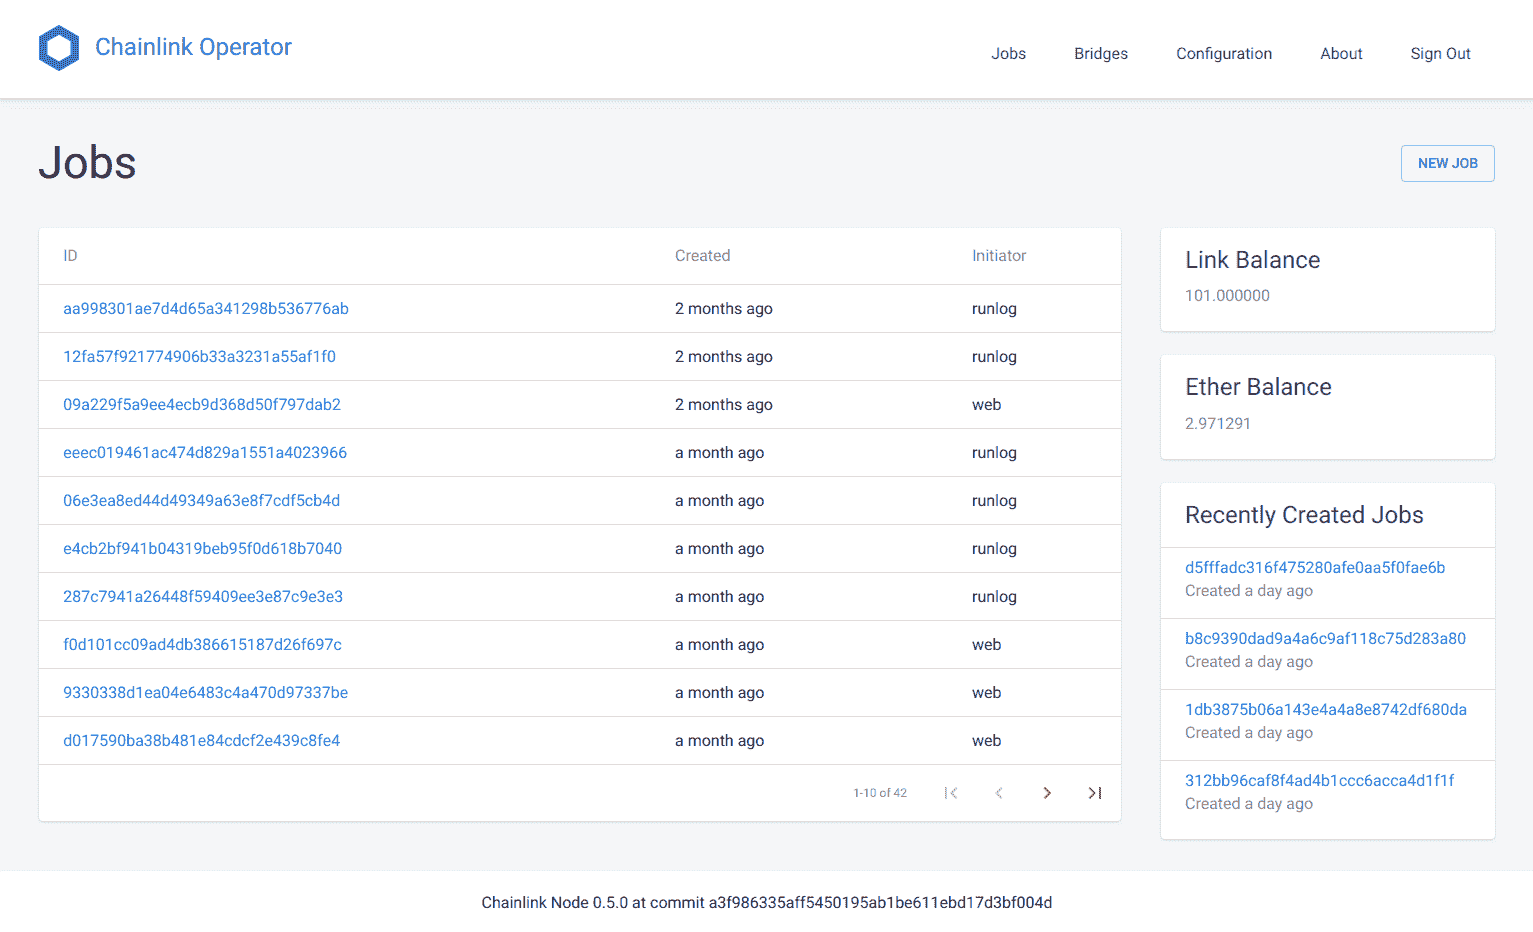 Chainlink Operator
Jobs Bridges Configuration About Sign Out
Jobs
NEW JOB
ID Created Initiator
aa998301ae7d4d65a341298b536776ab 2 months ago runlog
12fa57f921774906b33a3231a55af1f0 2 months ago runlog
09a229f5a9ee4ecb9d368d50f797dab2 2 months ago web
eeec019461ac474d829a1551a4023966 a month ago runlog
06e3ea8ed44d49349a63e8f7cdf5cb4d a month ago runlog
e4cb2bf941b04319beb95f0d618b7040 a month ago runlog
287c7941a26448f59409ee3e87c9e3e3 a month ago runlog
f0d101cc09ad4db386615187d26f697c a month ago web
9330338d1ea04e6483c4a470d97337be a month ago web
d017590ba38b481e84cdcf2e439c8fe4 a month ago web
1-10 of 42
Link Balance
101.000000
Ether Balance
2.971291
Recently Created Jobs
d5fffadc316f475280afe0aa5f0fae6b
Created a day ago
b8c9390dad9a4a6c9af118c75d283a80
Created a day ago
1db3875b06a143e4a4a8e8742df680da
Created a day ago
312bb96caf8f4ad4b1ccc6acca4d1f1f
Created a day ago
Chainlink Node 0.5.0 at commit a3f986335aff5450195ab1be611ebd17d3bf004d